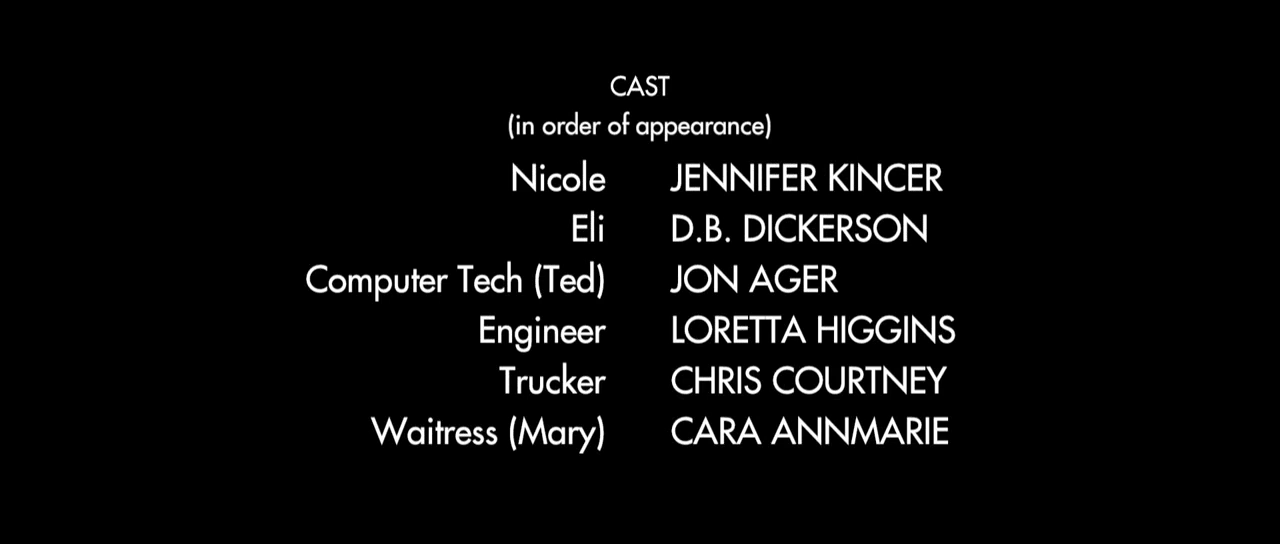 CAST
(in order of appearance)
Nicole JENNIFER KINCER
Eli D.B. DICKERSON
Computer Tech (Ted) JON AGER
Engineer LORETTA HIGGINS
Trucker CHRIS COURTNEY
Waitress (Mary) CARA ANNMARIE